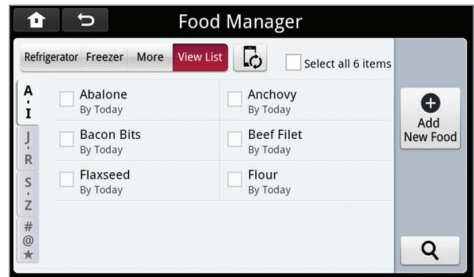 Food Manager
Refrigerator Freezer More View List Select all 6 items
A
·
I
J
·
R
S
·
Z
#
@
★
Abalone
By Today
Anchovy
By Today
Bacon Bits
By Today
Beef Filet
By Today
Flaxseed
By Today
Flour
By Today
Add
New Food